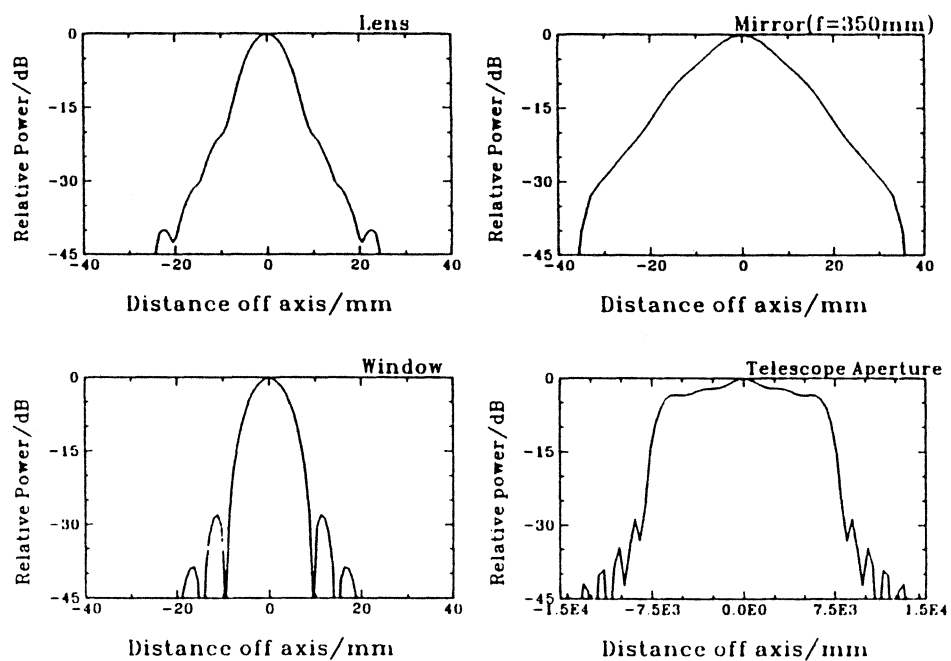 Lens
Relative Power/dB
0
-15
-30
-45
-40
-20
0
20
40
Distance off axis/mm
Mirror(f=350mm)
Relative Power/dB
0
-15
-30
-45
-40
-20
0
20
40
Distance off axis/mm
Window
Relative Power/dB
0
-15
-30
-45
-40
-20
0
20
40
Distance off axis/mm
Telescope Aperture
Relative power/dB
0
-15
-30
-45
-1.5E4
-7.5E3
0.0E0
7.5E3
1.5E4
Distance off axis/mm